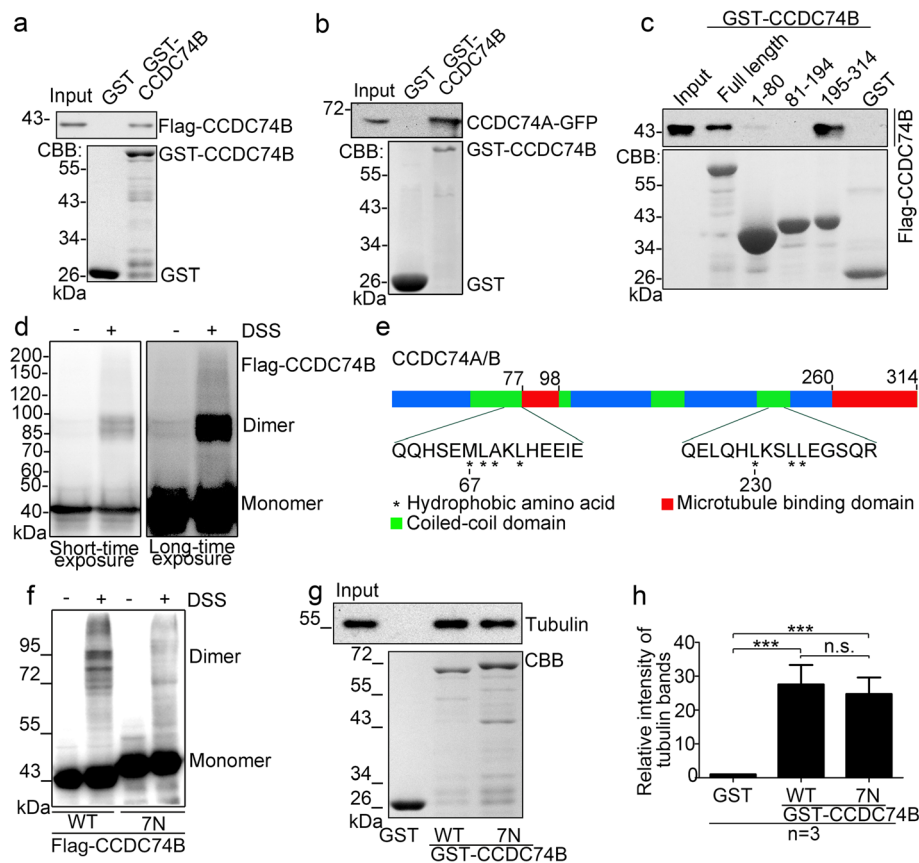 a
Input
GST
GST-CCDC74B
43-
Flag-CCDC74B
CBB:
GST-CCDC74B
55-
43-
34-
26-
kDa
GST
b
Input
GST
GST-CCDC74B
72-
CCDC74A-GFP
CBB:
GST-CCDC74B
55-
43-
34-
26-
kDa
GST
c
GST-CCDC74B
Input
Full length
1-80
81-194
195-314
GST
43-
CBB:
55-
43-
34-
26-
kDa
Flag-CCDC74B
d
- + - + DSS
200-
150-
120-
100-
85-
70-
60-
50-
40-
kDa
Flag-CCDC74B
Dimer
Monomer
Short-time exposure
Long-time exposure
e
CCDC74A/B
77 98 260 314
QQHSEMLAKLHEEIE
* ** *
67
QELQHLKSLLEGSQR
* **
230
* Hydrophobic amino acid
Coiled-coil domain
Microtubule binding domain
f
- + - + DSS
95
72
55
43
kDa
Dimer
Monomer
WT 7N
Flag-CCDC74B
g
Input
55
Tubulin
72
55
43
34
26
kDa
CBB
GST WT 7N
GST-CCDC74B
h
Relative intensity of
tubulin bands
40
30
20
10
0
***
*** n.s.
GST WT 7N
GST-CCDC74B
n=3